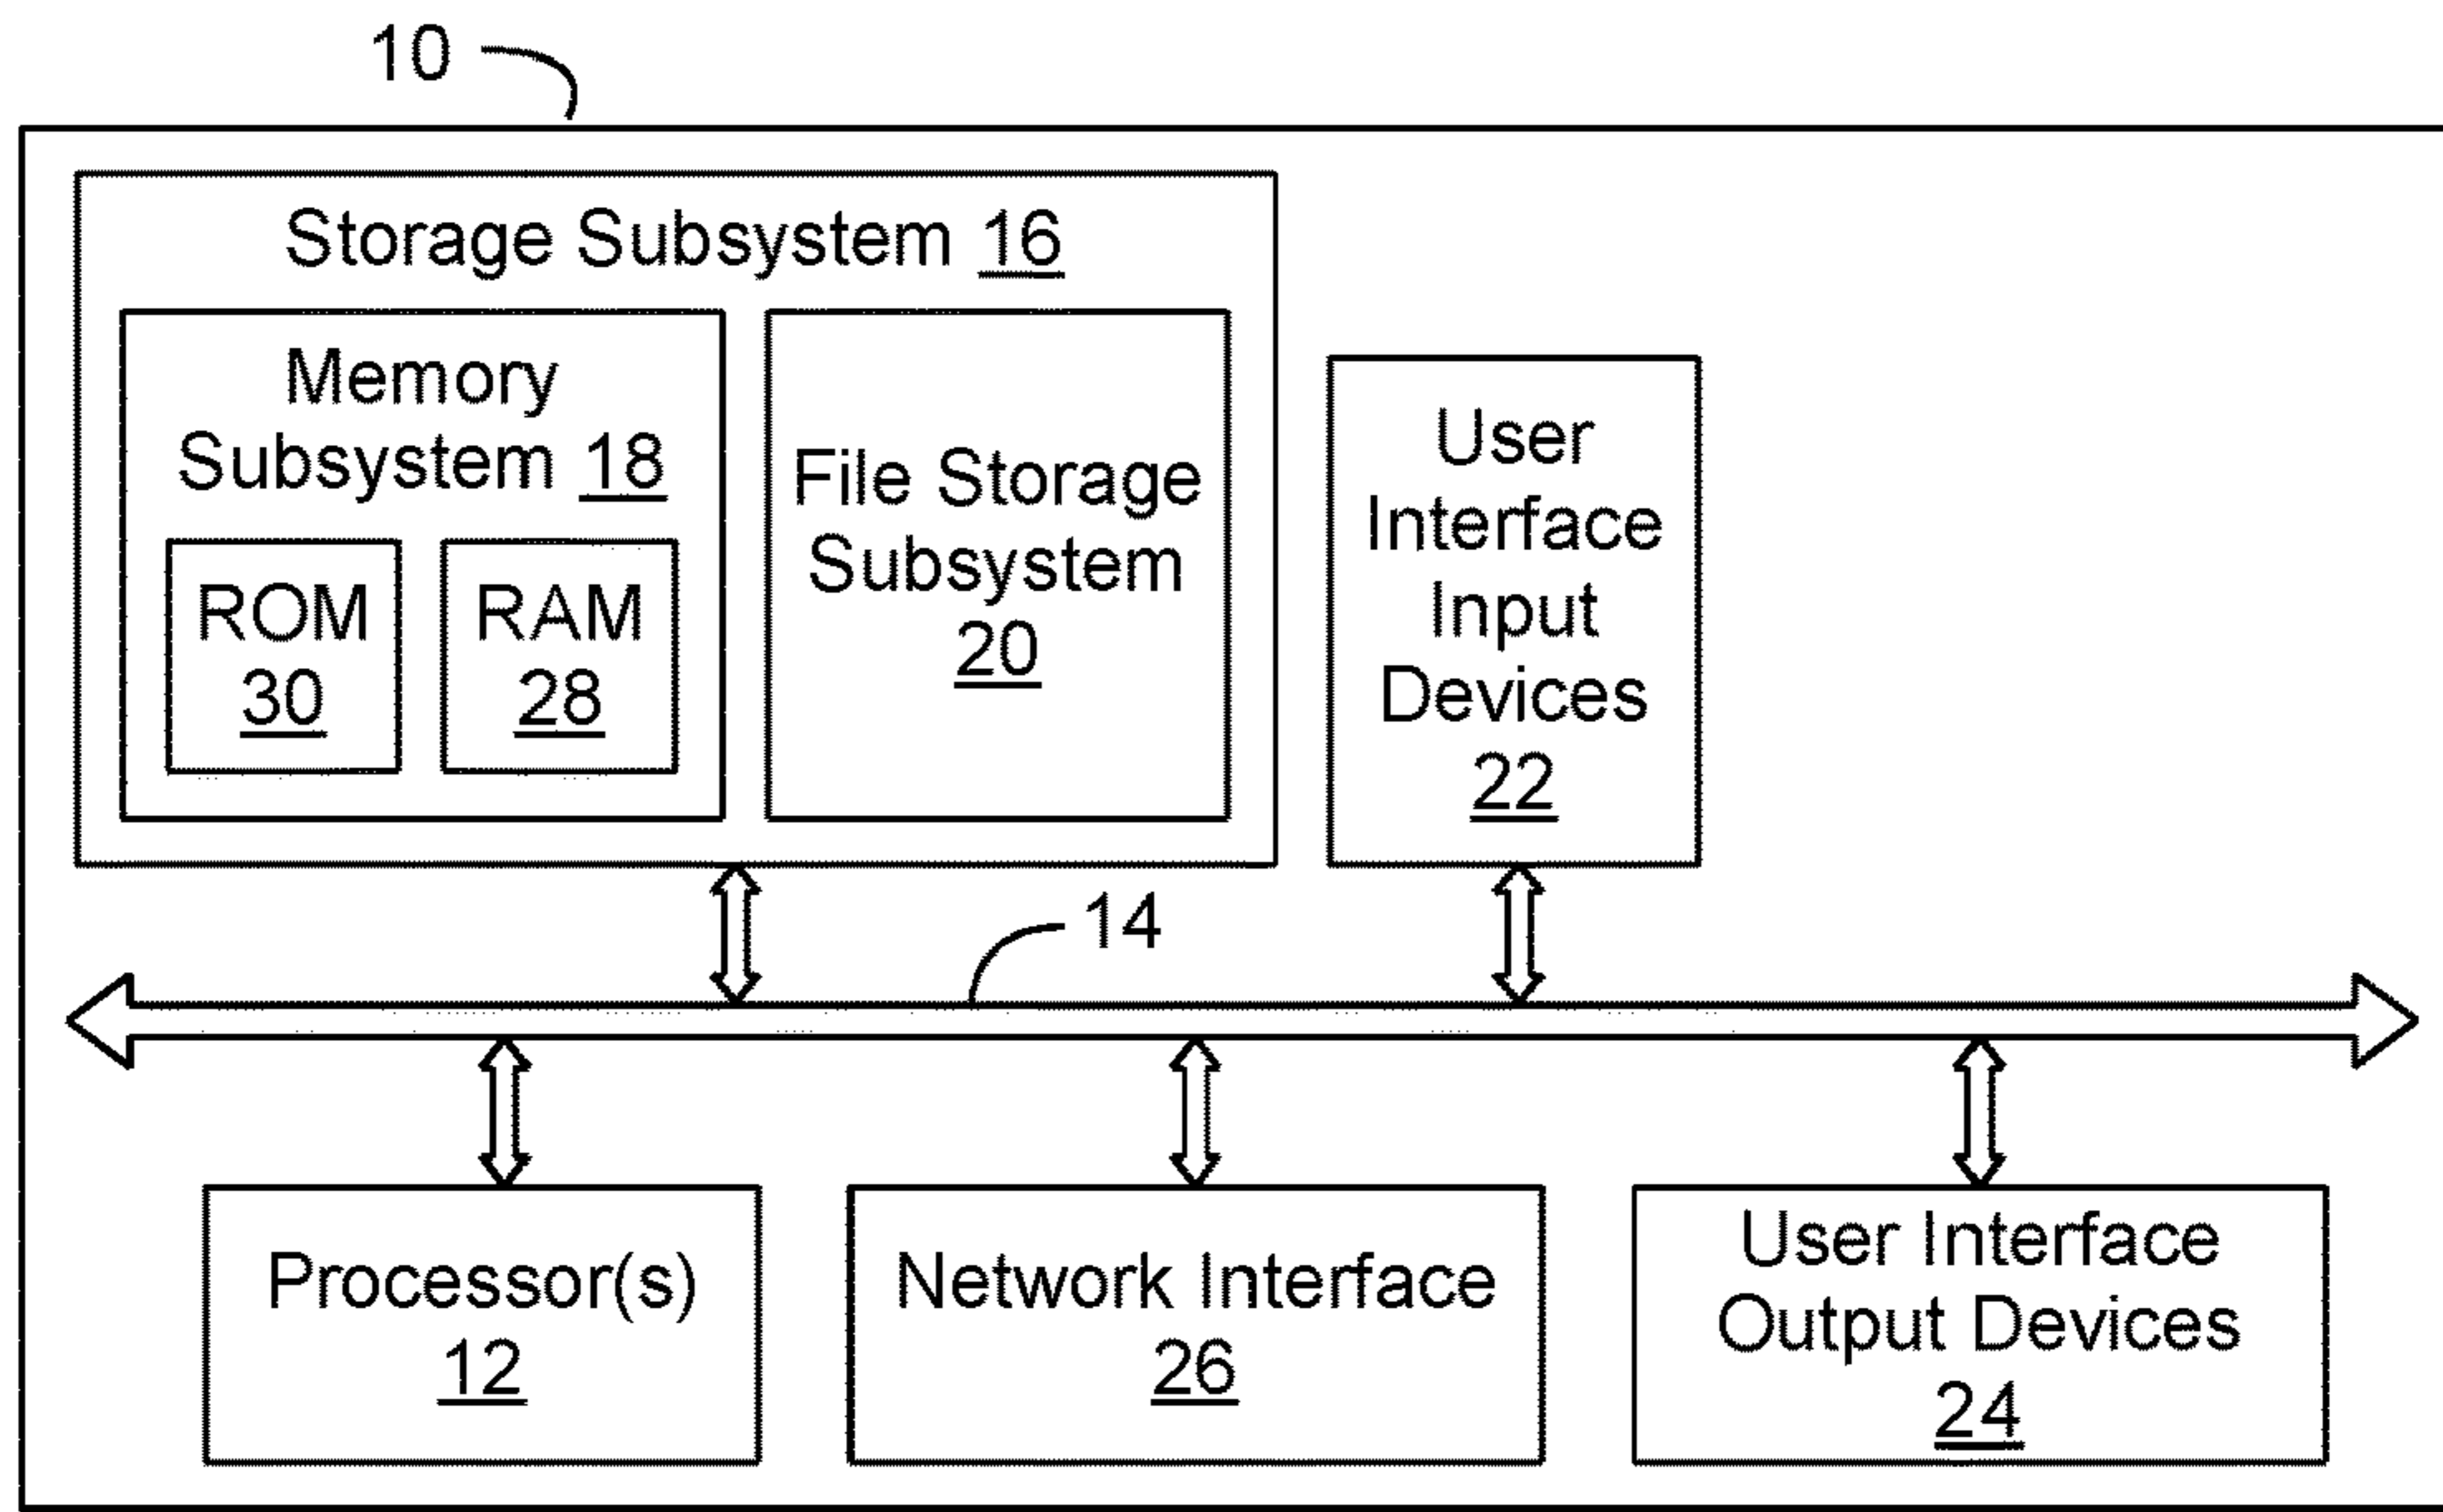 10
Storage Subsystem 16
Memory
Subsystem 18
ROM
30
RAM
28
File Storage
Subsystem
20
User
Interface
Input
Devices
22
14
Processor(s)
12
Network Interface
26
User Interface
Output Devices
24